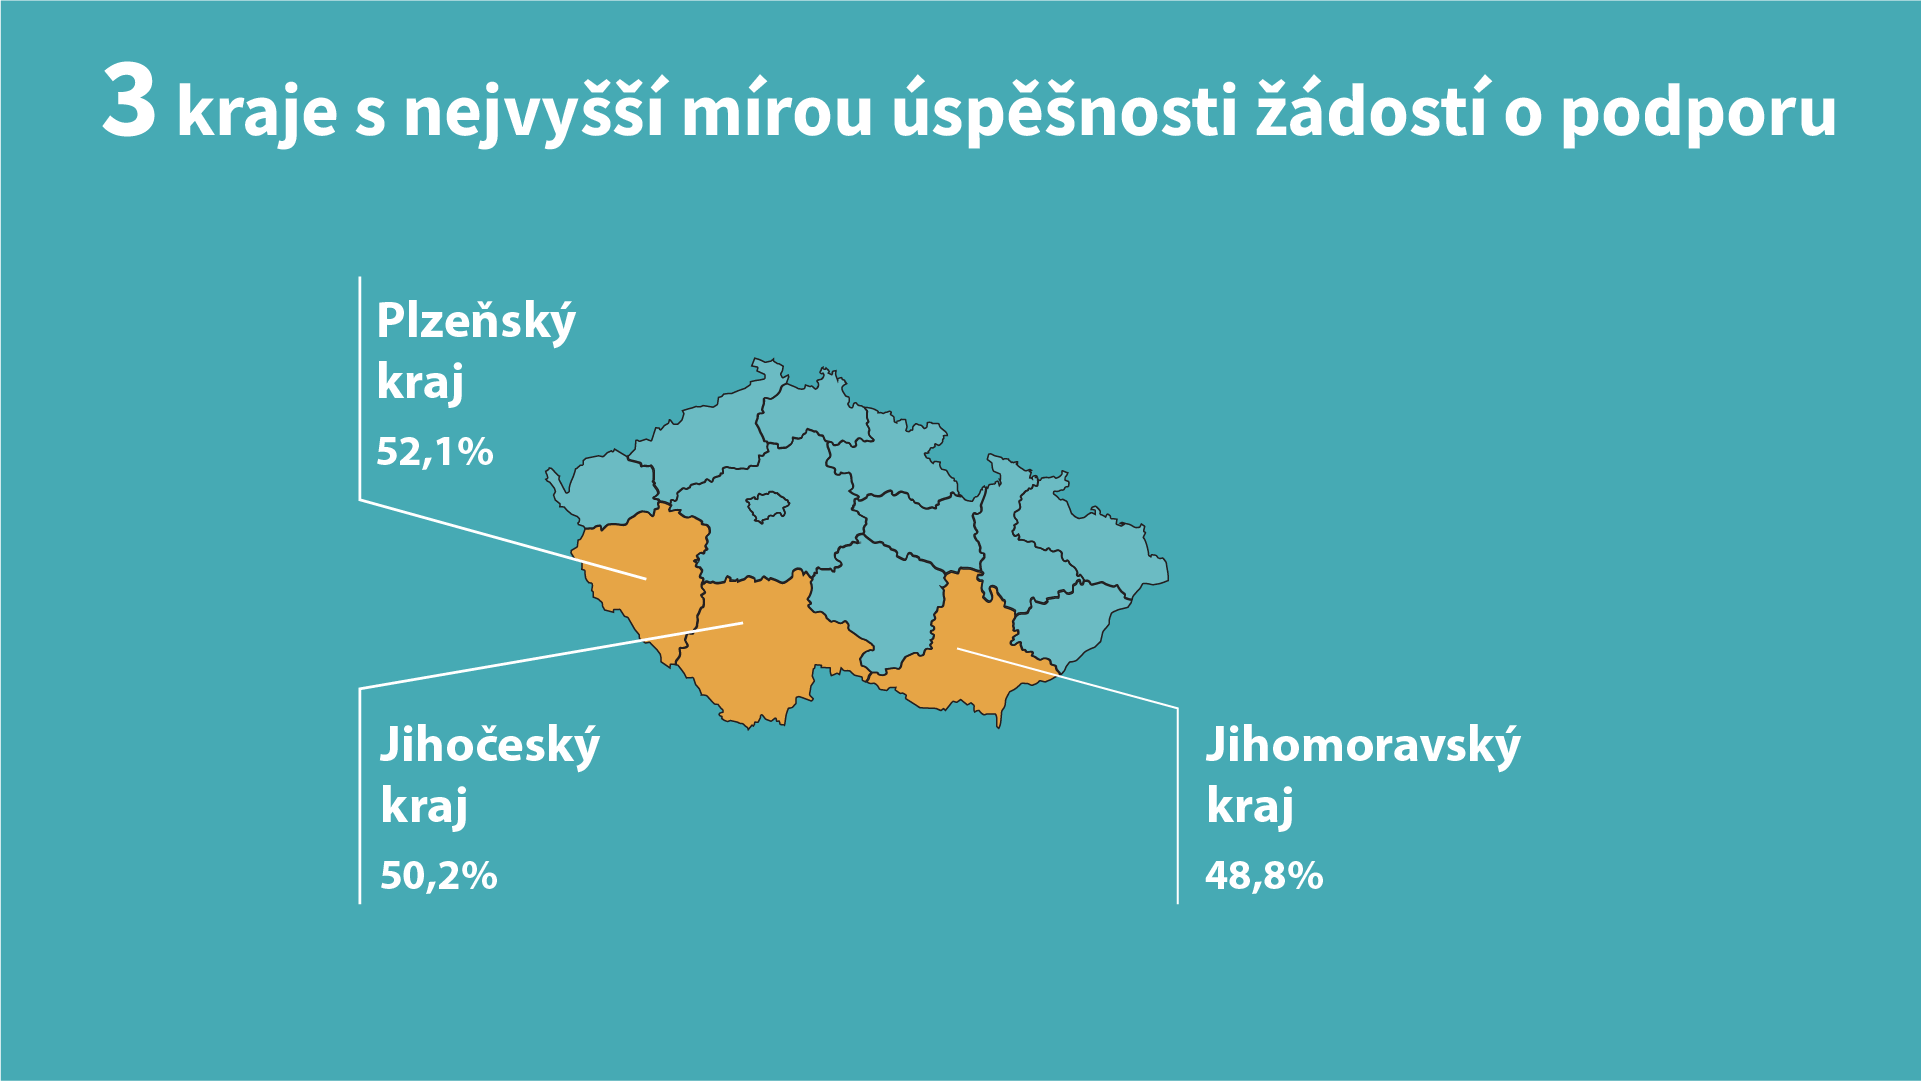 3 kraje s nejvyšší mírou úspěšnosti žádostí o podporu
Plzeňský
kraj
52,1%
Jihočeský
kraj
50,2%
Jihomoravský
kraj
48,8%